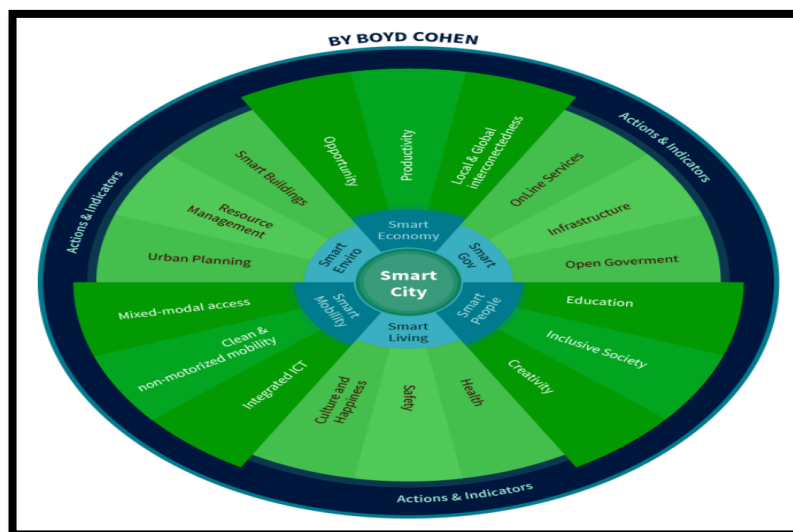 BY BOYD COHEN
Actions & Indicators
Actions & Indicators
Actions & Indicators
Smart
City
Smart
Economy
Opportunity
Productivity
Local & Global
interconectedness
Smart
Gov
OnLine Services
Infrastructure
Open Goverment
Smart
People
Education
Inclusive Society
Creativity
Smart
Living
Health
Safety
Culture and
Happiness
Smart
Mobility
Integrated ICT
Clean &
non-motorized mobility
Mixed-modal access
Smart
Enviro
Urban Planning
Resource
Management
Smart Buildings